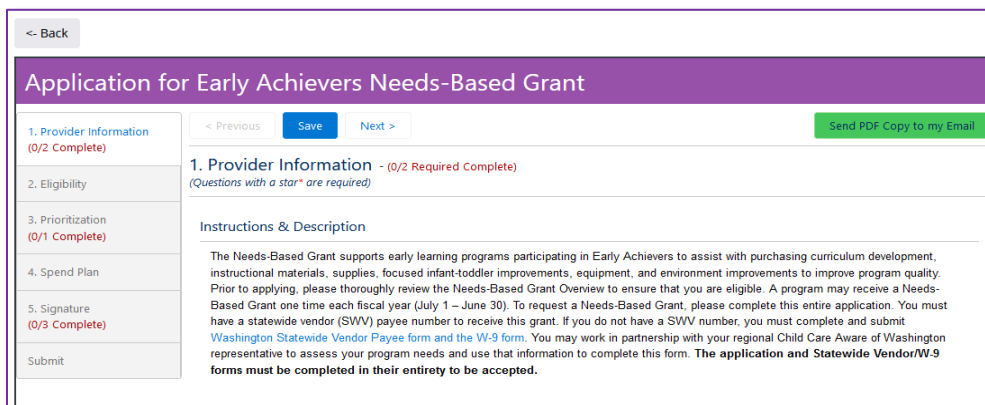 <- Back
Application for Early Achievers Needs-Based Grant
1. Provider Information
(0/2 Complete)
2. Eligibility
3. Prioritization
(0/1 Complete)
4. Spend Plan
5. Signature
(0/3 Complete)
Submit
< Previous
Save
Next >
Send PDF Copy to my Email
1. Provider Information - (0/2 Required Complete)
(Questions with a star* are required)
Instructions & Description
The Needs-Based Grant supports early learning programs participating in Early Achievers to assist with purchasing curriculum development,
instructional materials, supplies, focused infant-toddler improvements, equipment, and environment improvements to improve program quality.
Prior to applying, please thoroughly review the Needs-Based Grant Overview to ensure that you are eligible. A program may receive a Needs-
Based Grant one time each fiscal year (July 1 – June 30). To request a Needs-Based Grant, please complete this entire application. You must
have a statewide vendor (SWV) payee number to receive this grant. If you do not have a SWV number, you must complete and submit
Washington Statewide Vendor Payee form and the W-9 form. You may work in partnership with your regional Child Care Aware of Washington
representative to assess your program needs and use that information to complete this form. The application and Statewide Vendor/W-9
forms must be completed in their entirety to be accepted.